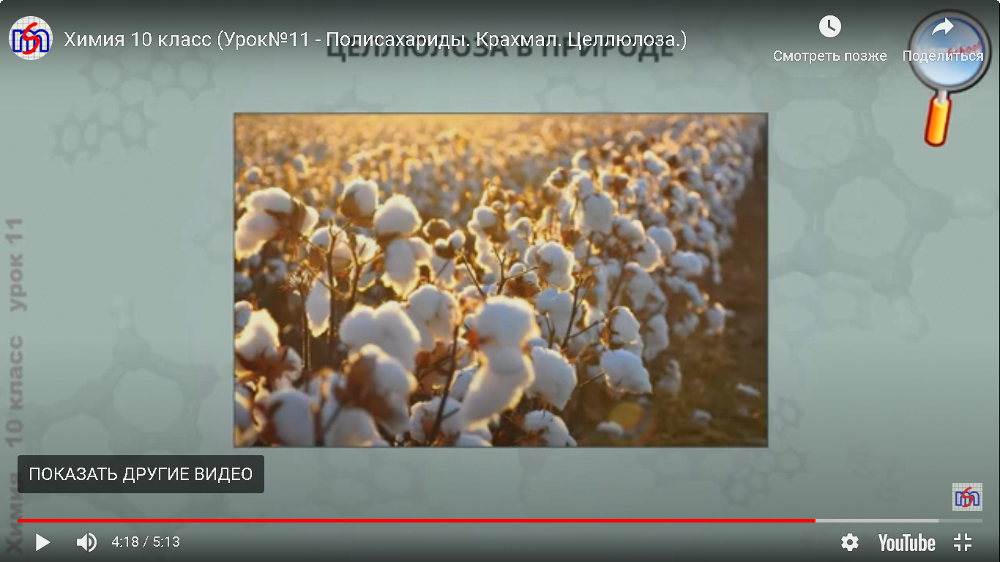 Химия 10 класс (Урок№11 - Полисахариды. Крахмал. Целлюлоза.)
ЦЕЛЛЮЛОЗА В ПРИРОДЕ
Смотреть позже
Поделиться
Химия 10 класс урок 11
ПОКАЗАТЬ ДРУГИЕ ВИДЕО
4:18 / 5:13
YouTube